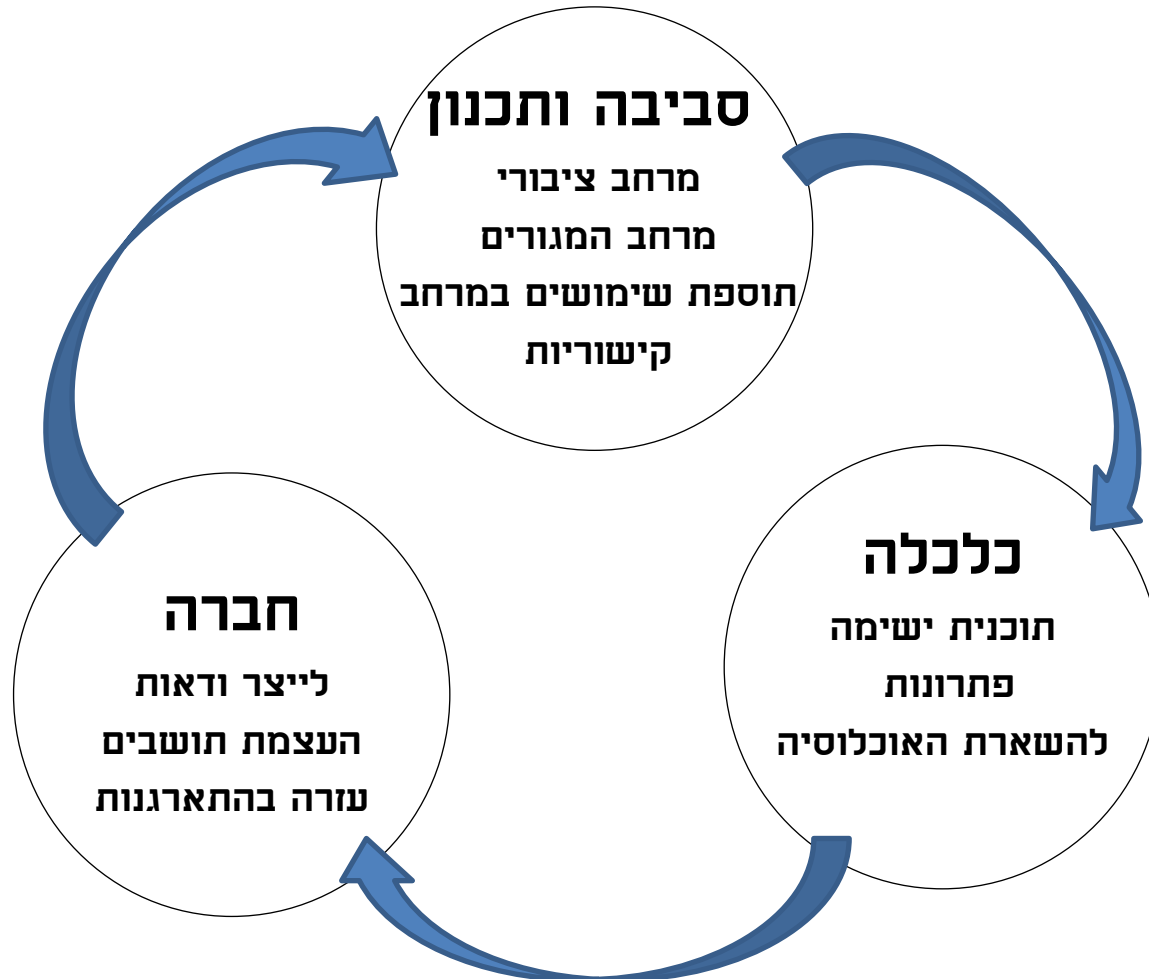 סביבה ותכנון
מרחב ציבורי
מרחב המגורים
תוספת שימושים במרחב
קישוריות
כלכלה
תוכנית ישימה
פתרונות
להשארת האוכלוסיה
חברה
לייצר ודאות
העצמת תושבים
עזרה בהתארגנות